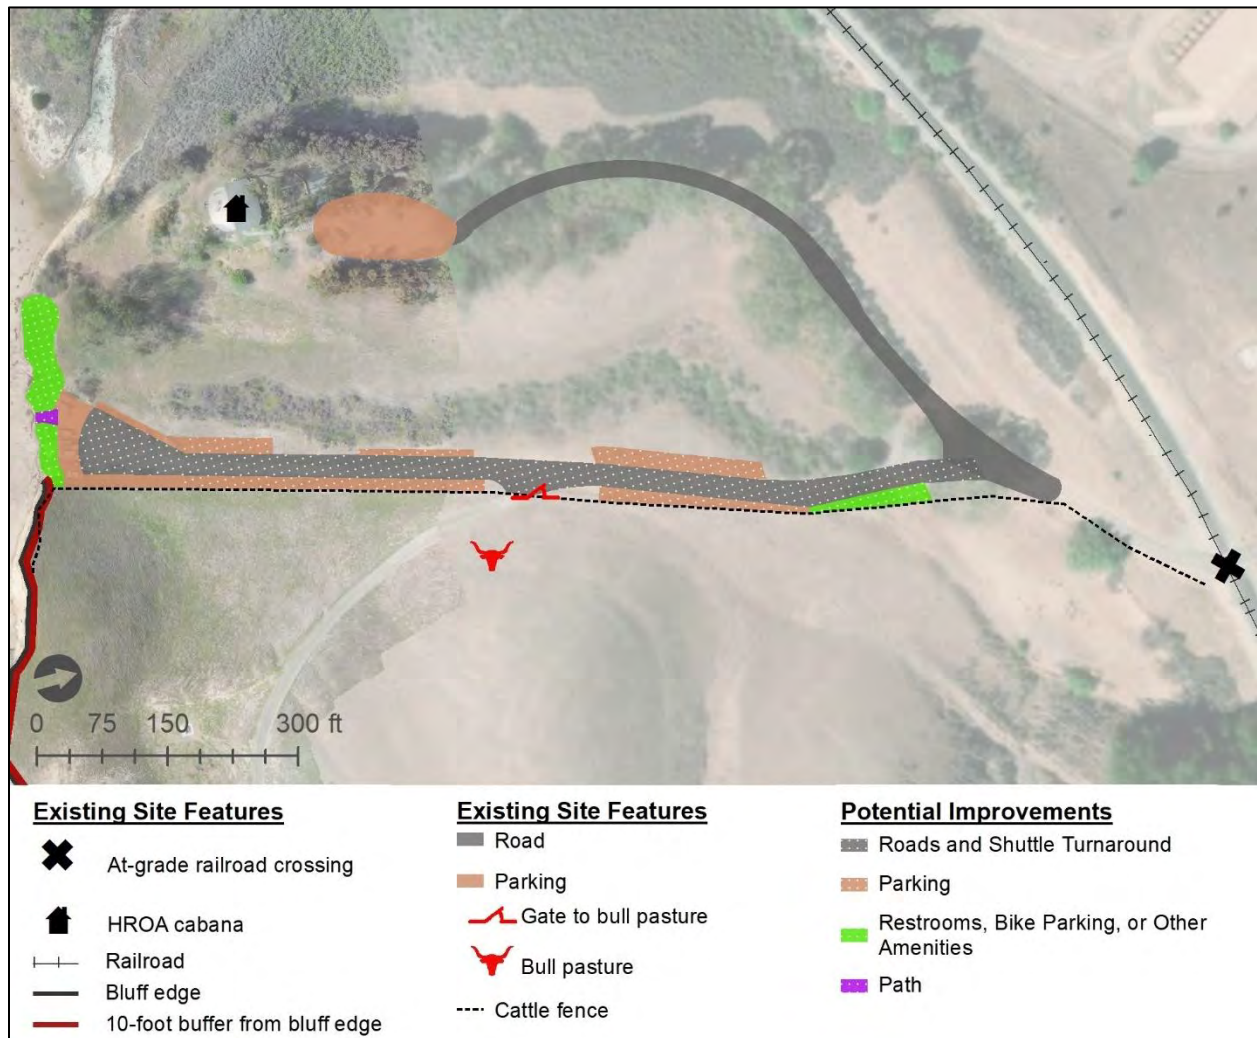 0 75 150 300 ft
Existing Site Features
At-grade railroad crossing
HROA cabana
Railroad
Bluff edge
10-foot buffer from bluff edge
Existing Site Features
Road
Parking
Gate to bull pasture
Bull pasture
Cattle fence
Potential Improvements
Roads and Shuttle Turnaround
Parking
Restrooms, Bike Parking, or Other
Amenities
Path